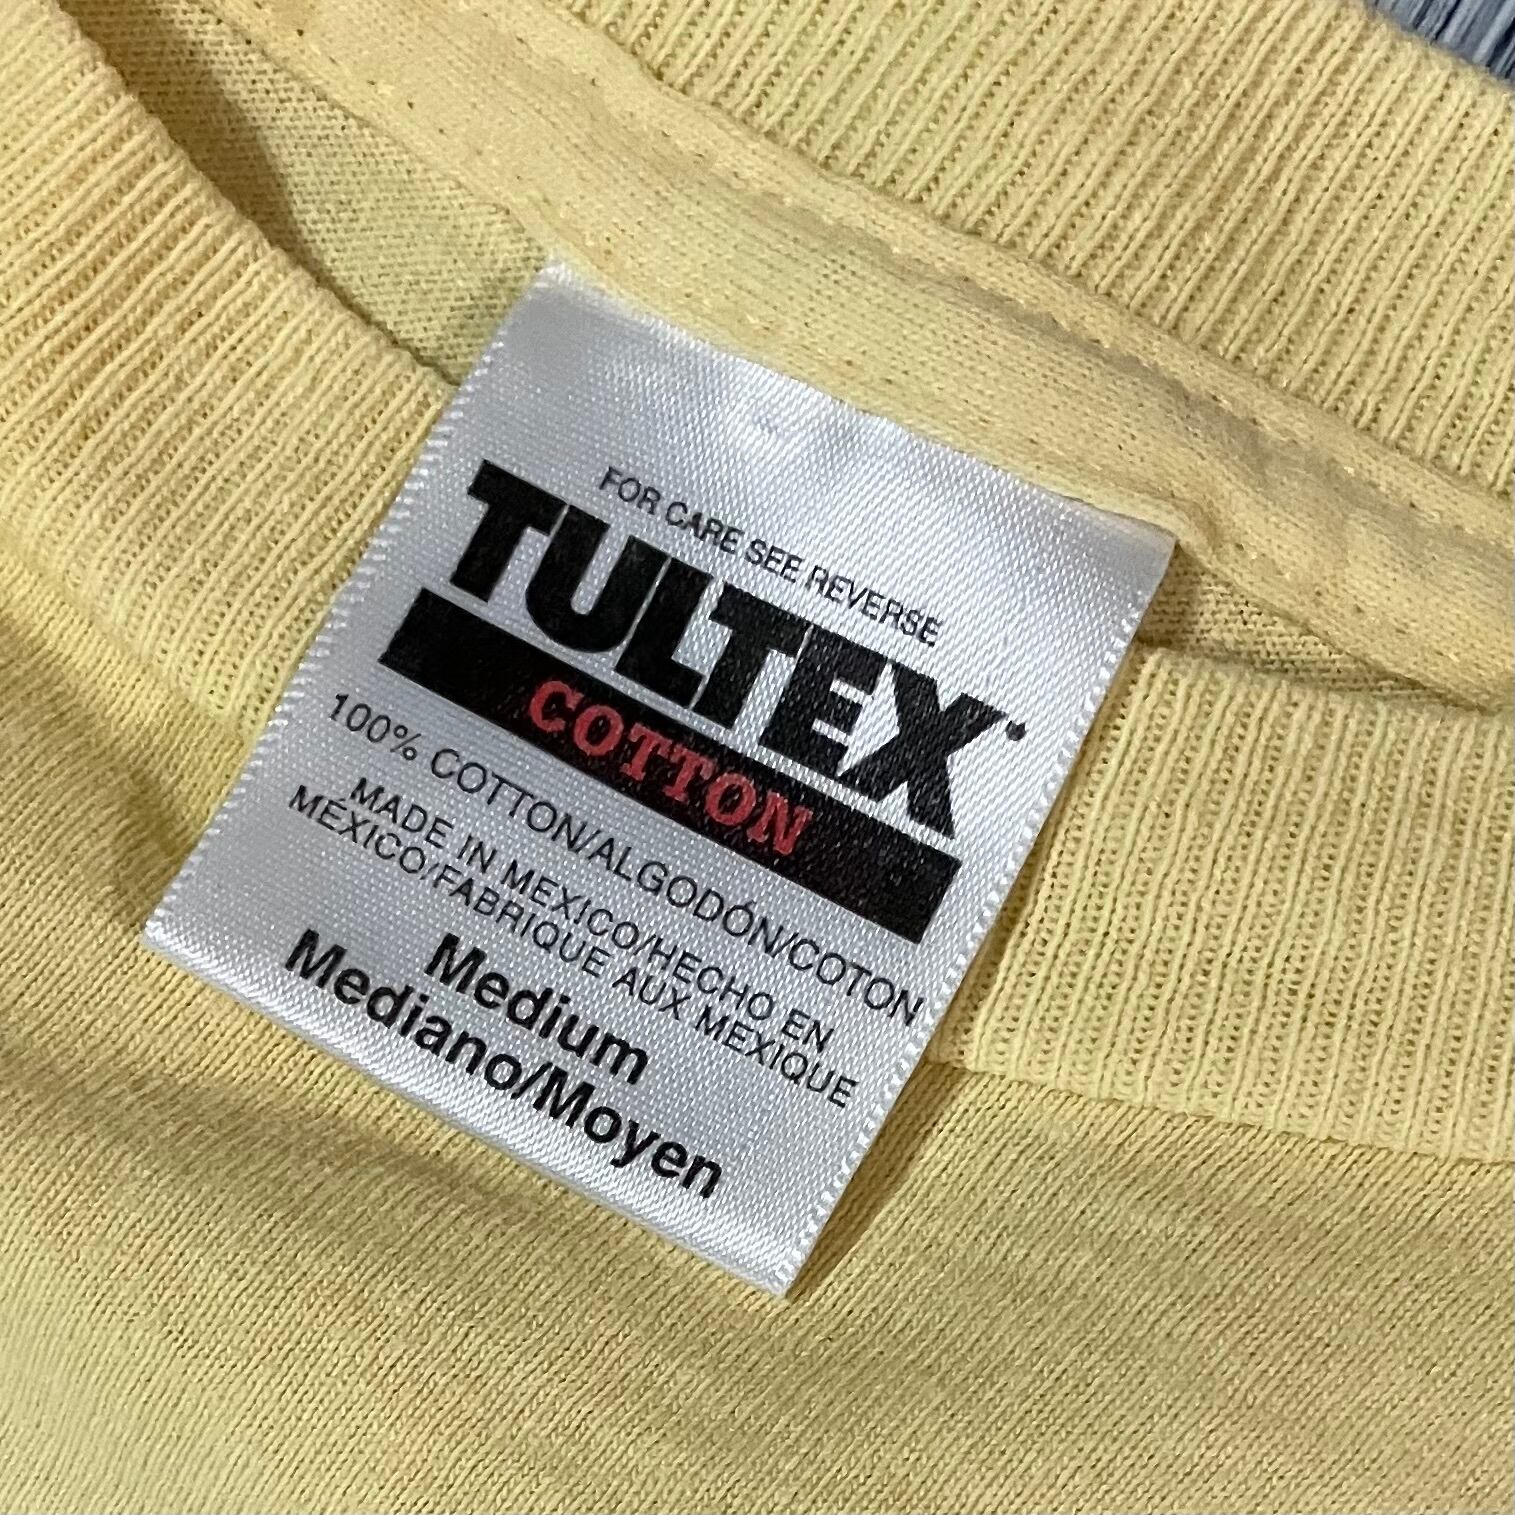 FOR CARE SEE REVERSE
TULTEX
COTTON
100% COTTON/ALGODÓN/COTON
MADE IN MEXICO/HECHO EN
MÉXICO/FABRIQUE AUX MEXIQUE
Medium
Mediano/Moyen